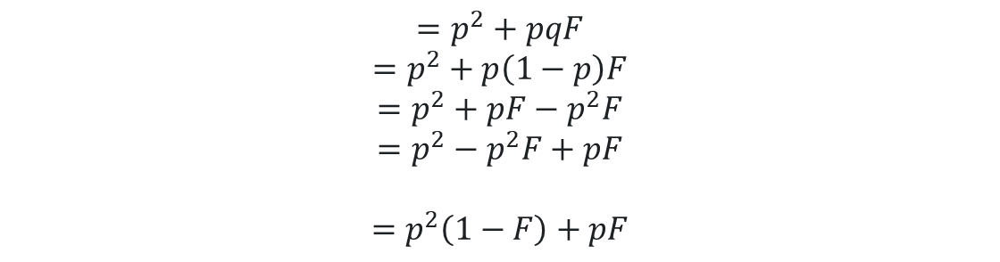 = p² + pqF
= p² + p(1 − p)F
= p² + pF − p²F
= p² − p²F + pF
= p²(1 − F) + pF